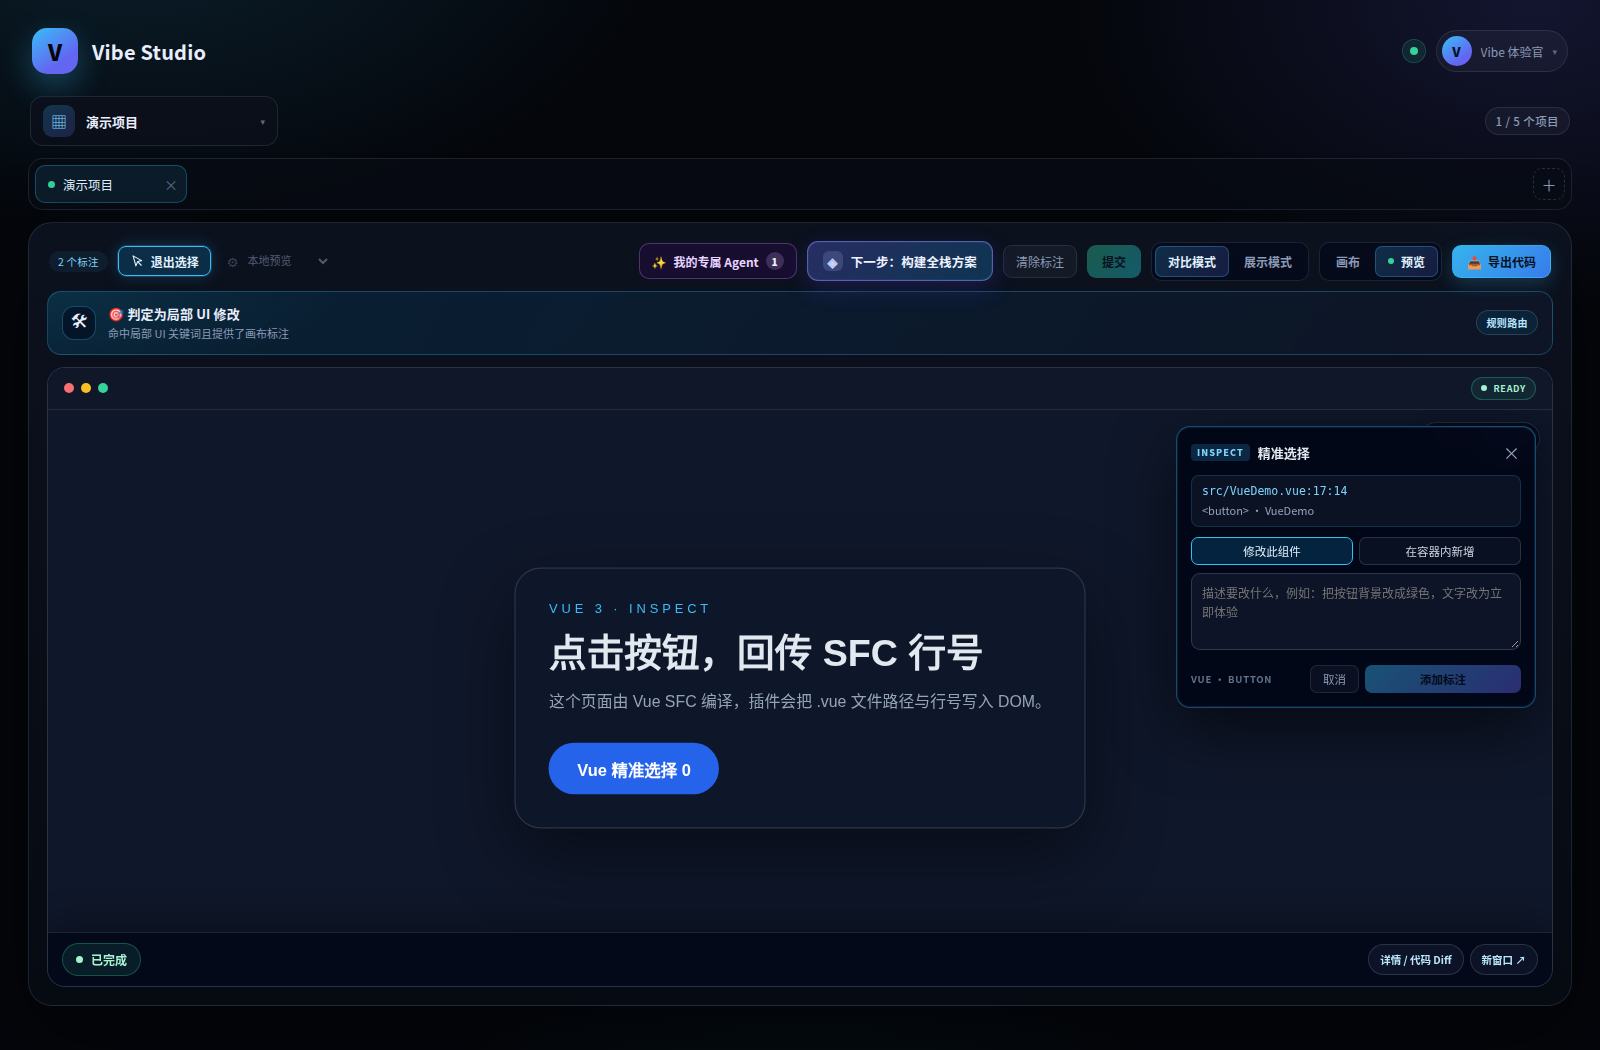 V
Vibe Studio
V
Vibe 体验官
演示项目
1 / 5 个项目
演示项目
2 个标注
退出选择
本地预览
我的专属 Agent
1
下一步：构建全栈方案
清除标注
提交
对比模式
展示模式
画布
预览
导出代码
判定为局部 UI 修改
命中局部 UI 关键词且提供了画布标注
规则路由
READY
INSPECT
精准选择
src/VueDemo.vue:17:14
<button> • VueDemo
修改此组件
在容器内新增
描述要改什么，例如：把按钮背景改成绿色，文字改为立
即体验
VUE • BUTTON
取消
添加标注
VUE 3 · INSPECT
点击按钮，回传 SFC 行号
这个页面由 Vue SFC 编译，插件会把 .vue 文件路径与行号写入 DOM。
Vue 精准选择 0
已完成
详情 / 代码 Diff
新窗口 ↗